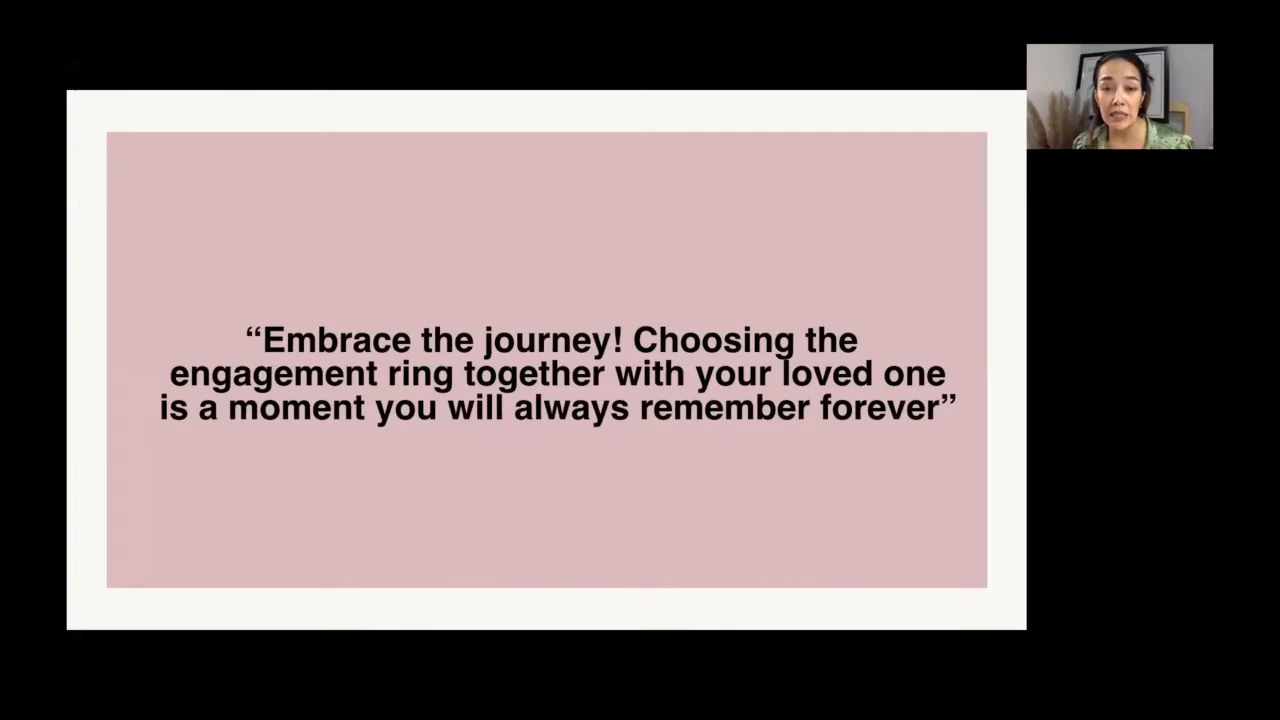 “Embrace the journey! Choosing the
engagement ring together with your loved one
is a moment you will always remember forever”